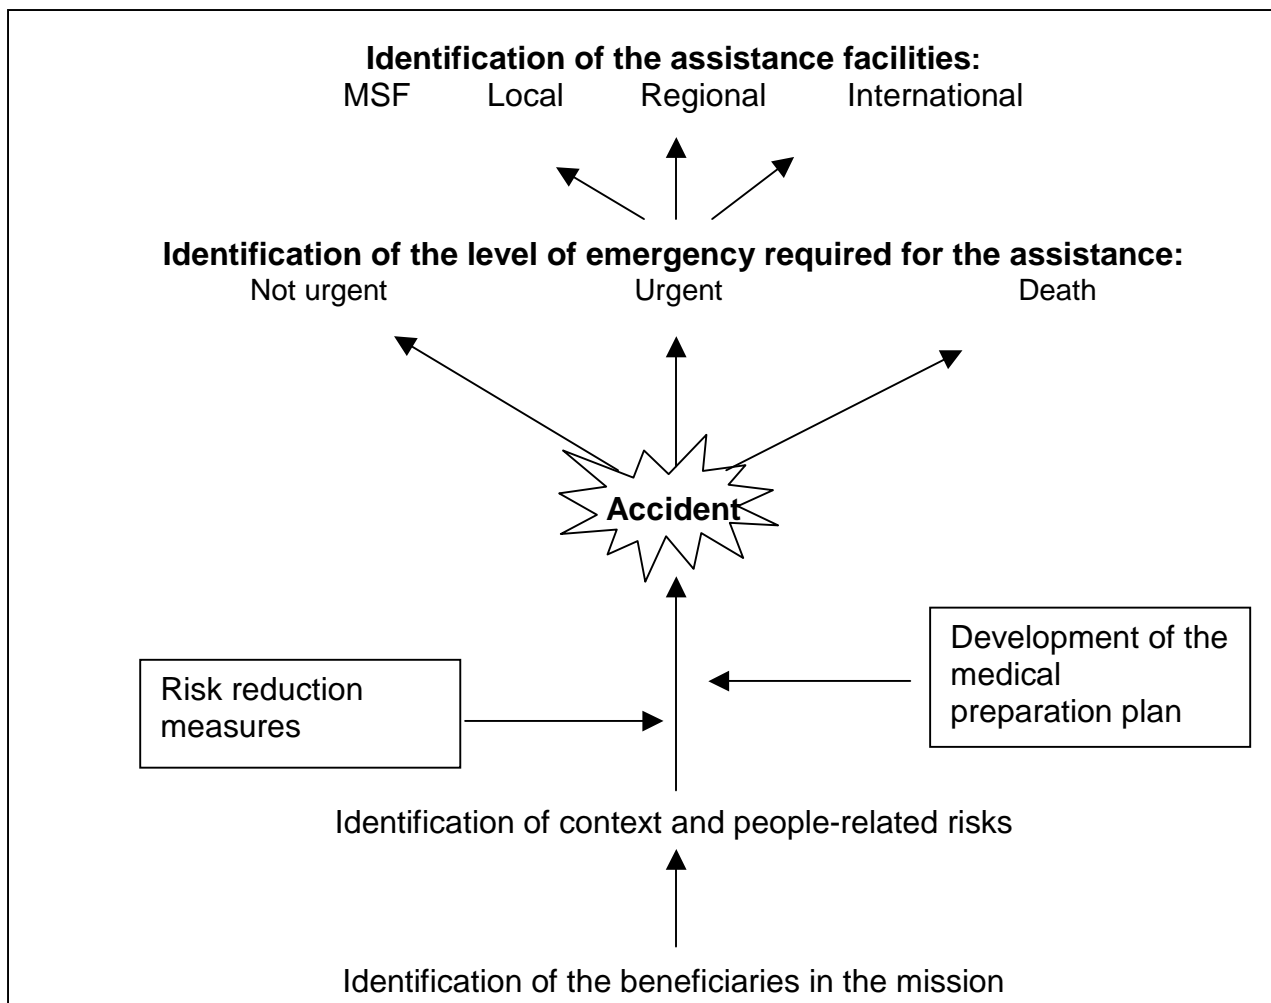 Identification of the assistance facilities:
MSF Local Regional International
Identification of the level of emergency required for the assistance:
Not urgent Urgent Death
Accident
Development of the
medical
preparation plan
Risk reduction
measures
Identification of context and people-related risks
Identification of the beneficiaries in the mission